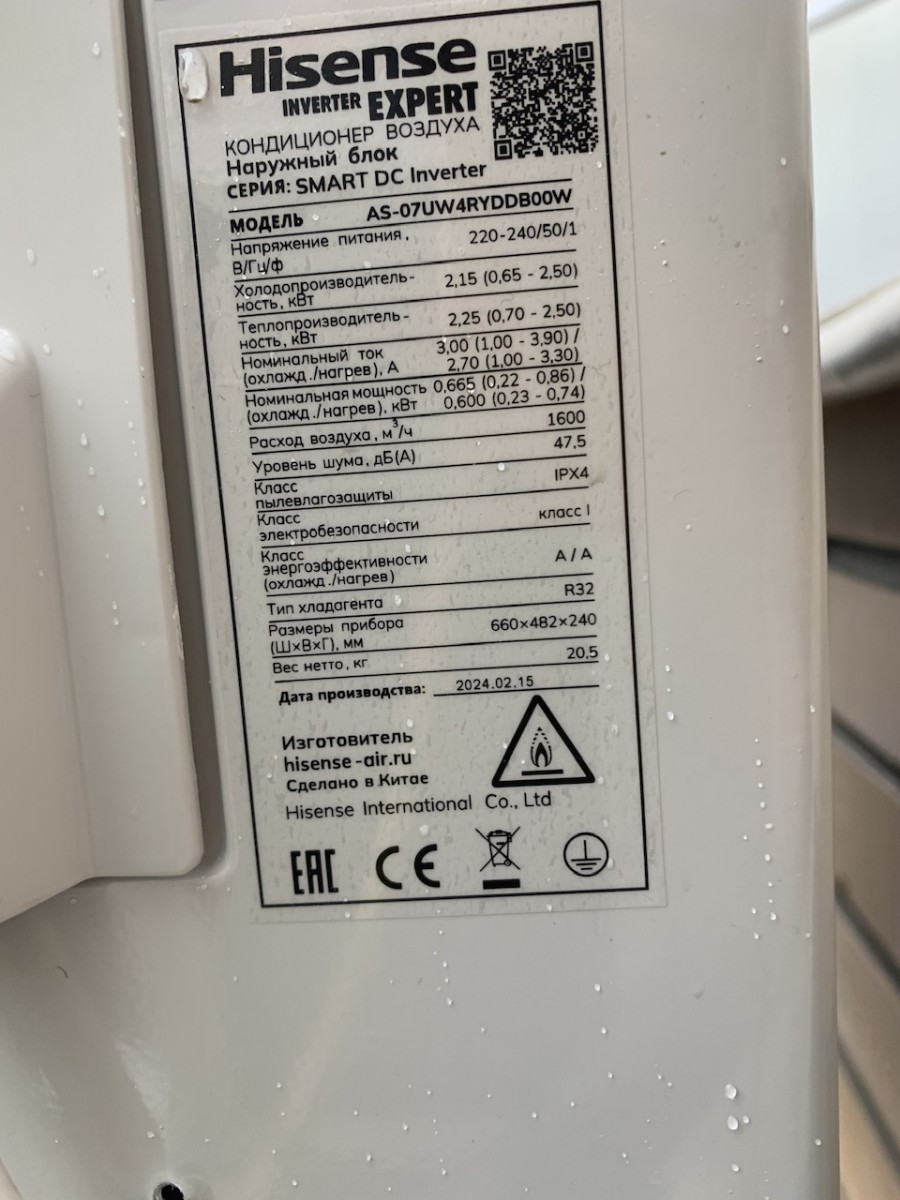 Hisense
INVERTER EXPERT
КОНДИЦИОНЕР ВОЗДУХА
Наружный блок
СЕРИЯ: SMART DC Inverter
МОДЕЛЬ AS-07UW4RYDDB00W
Напряжение питания, 220-240/50/1
В/Гц/ф
Холодопроизводитель- 2,15 (0,65 - 2,50)
ность, кВт
Теплопроизводитель- 2,25 (0,70 - 2,50)
ность, кВт
Номинальный ток 3,00 (1,00 - 3,90) /
(охлажд./нагрев), А 2,70 (1,00 - 3,30)
Номинальная мощность 0,665 (0,22 - 0,86) /
(охлажд./нагрев), кВт 0,600 (0,23 - 0,74)
Расход воздуха, м³/ч 1600
Уровень шума, дБ(А) 47,5
Класс IPX4
пылевлагозащиты
Класс класс I
электробезопасности
Класс
энергоэффективности A / A
(охлажд./нагрев)
Тип хладагента R32
Размеры прибора 660×482×240
(Ш×В×Г), мм
Вес нетто, кг 20,5
Дата производства: 2024.02.15
Изготовитель
hisense-air.ru
Сделано в Китае
Hisense International Co., Ltd
EAC CE